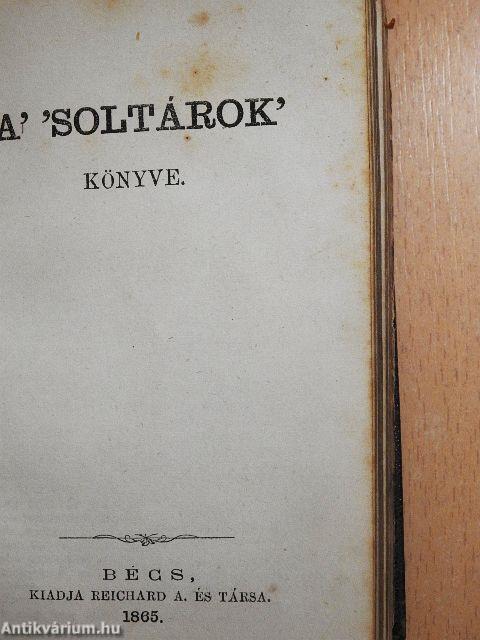 A' 'SOLTÁROK'
KÖNYVE.
BÉCS,
KIADJA REICHARD A. ÉS TÁRSA.
1865.
Antikvárium.hu